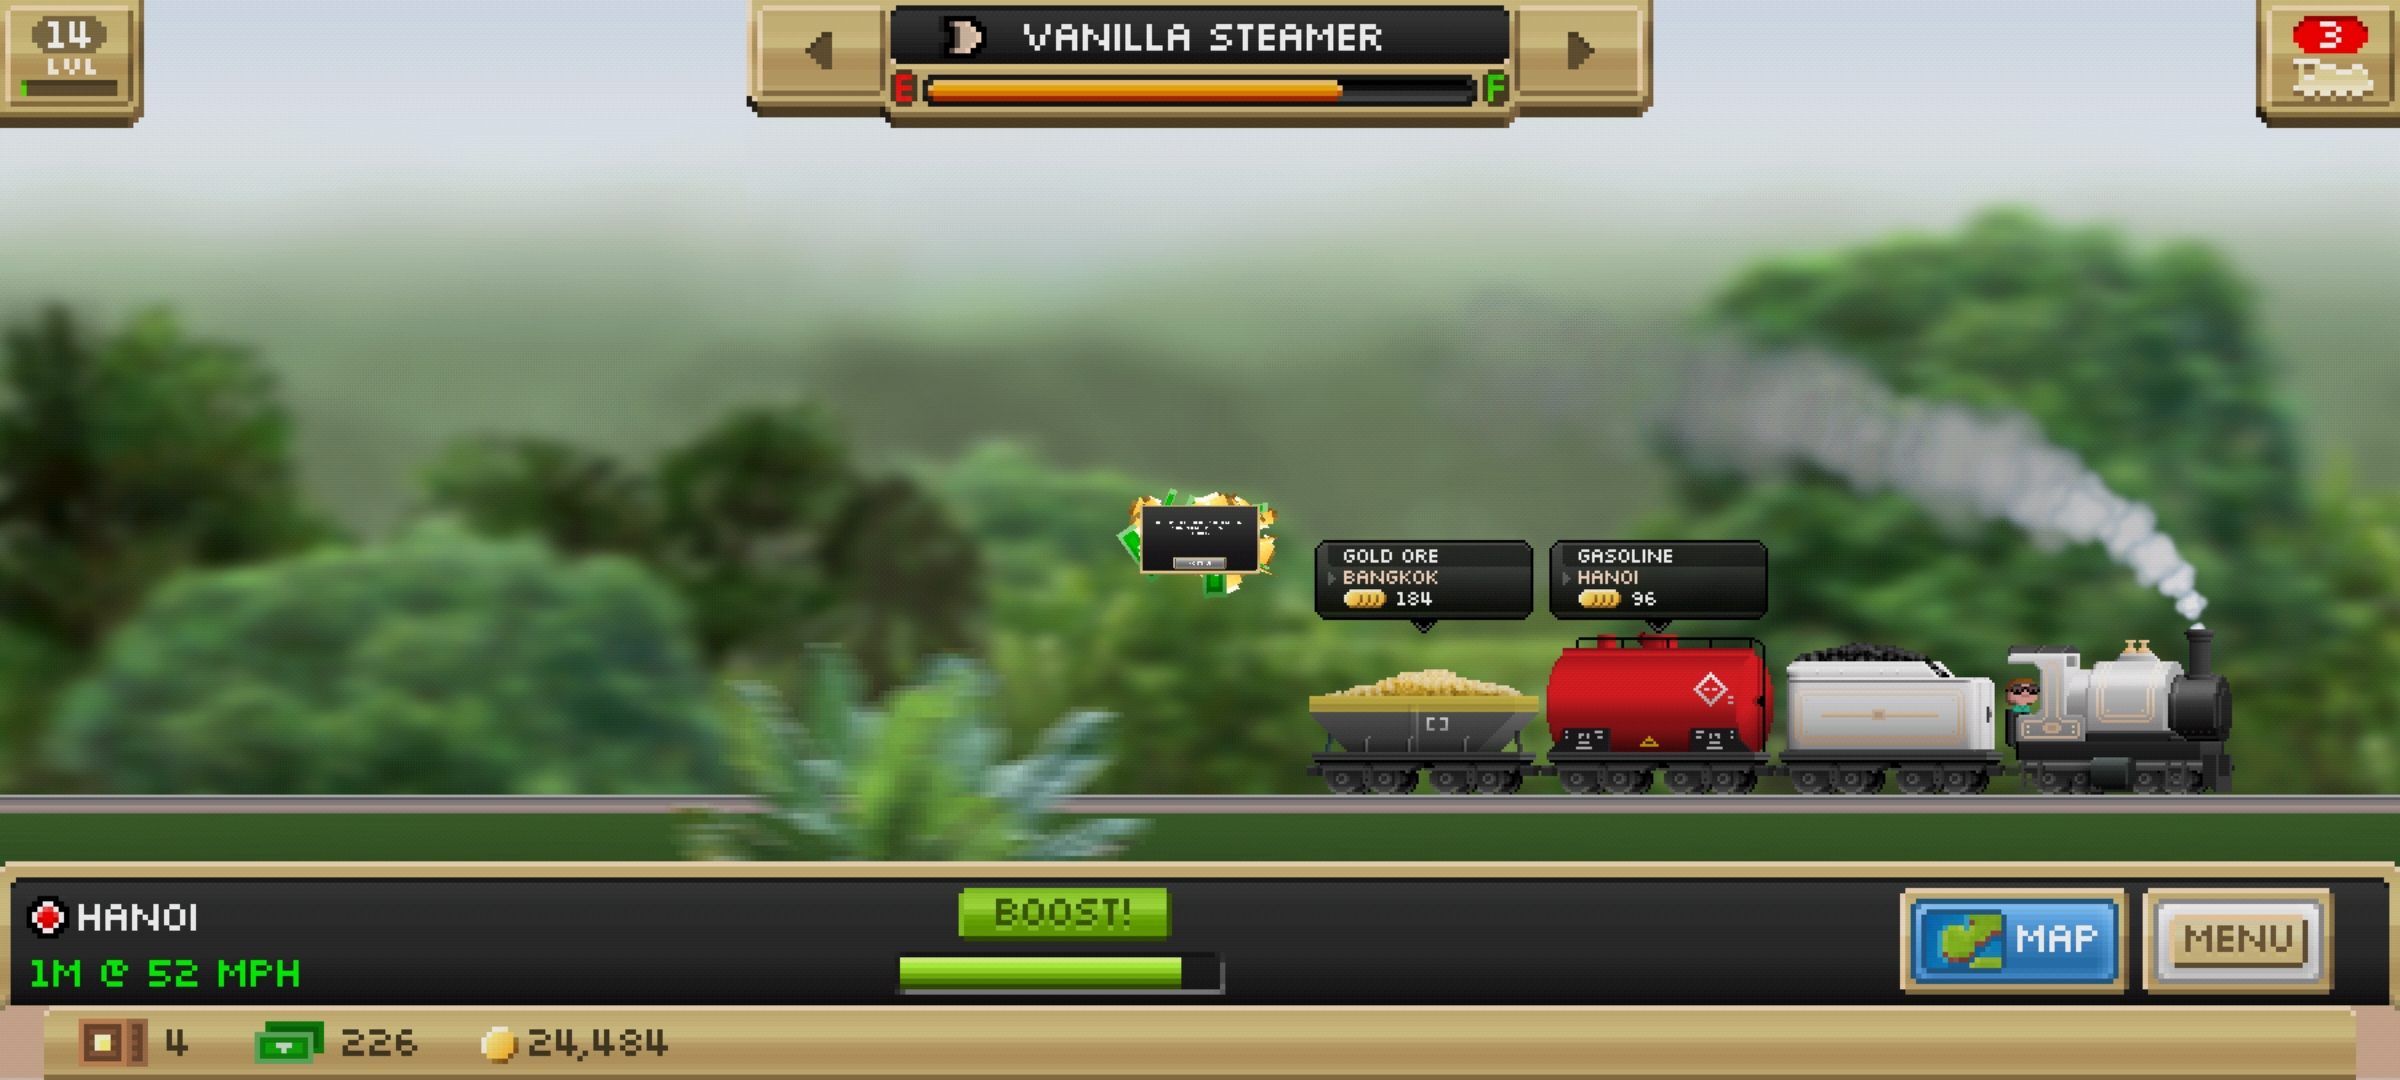 14
LVL
VANILLA STEAMER
E
F
3
GOLD ORE
BANGKOK
184
GASOLINE
HANOI
96
HANOI
1M @ 52 MPH
BOOST!
MAP
MENU
4
226
24,484